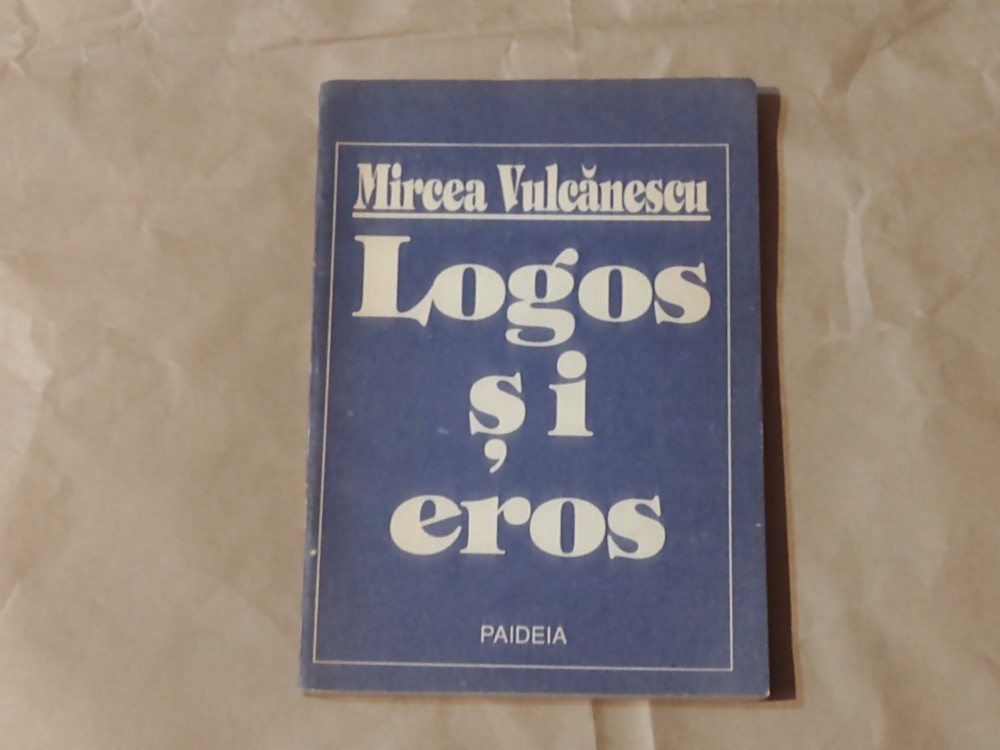 Mircea Vulcănescu
Logos
și
eros
PAIDEIA